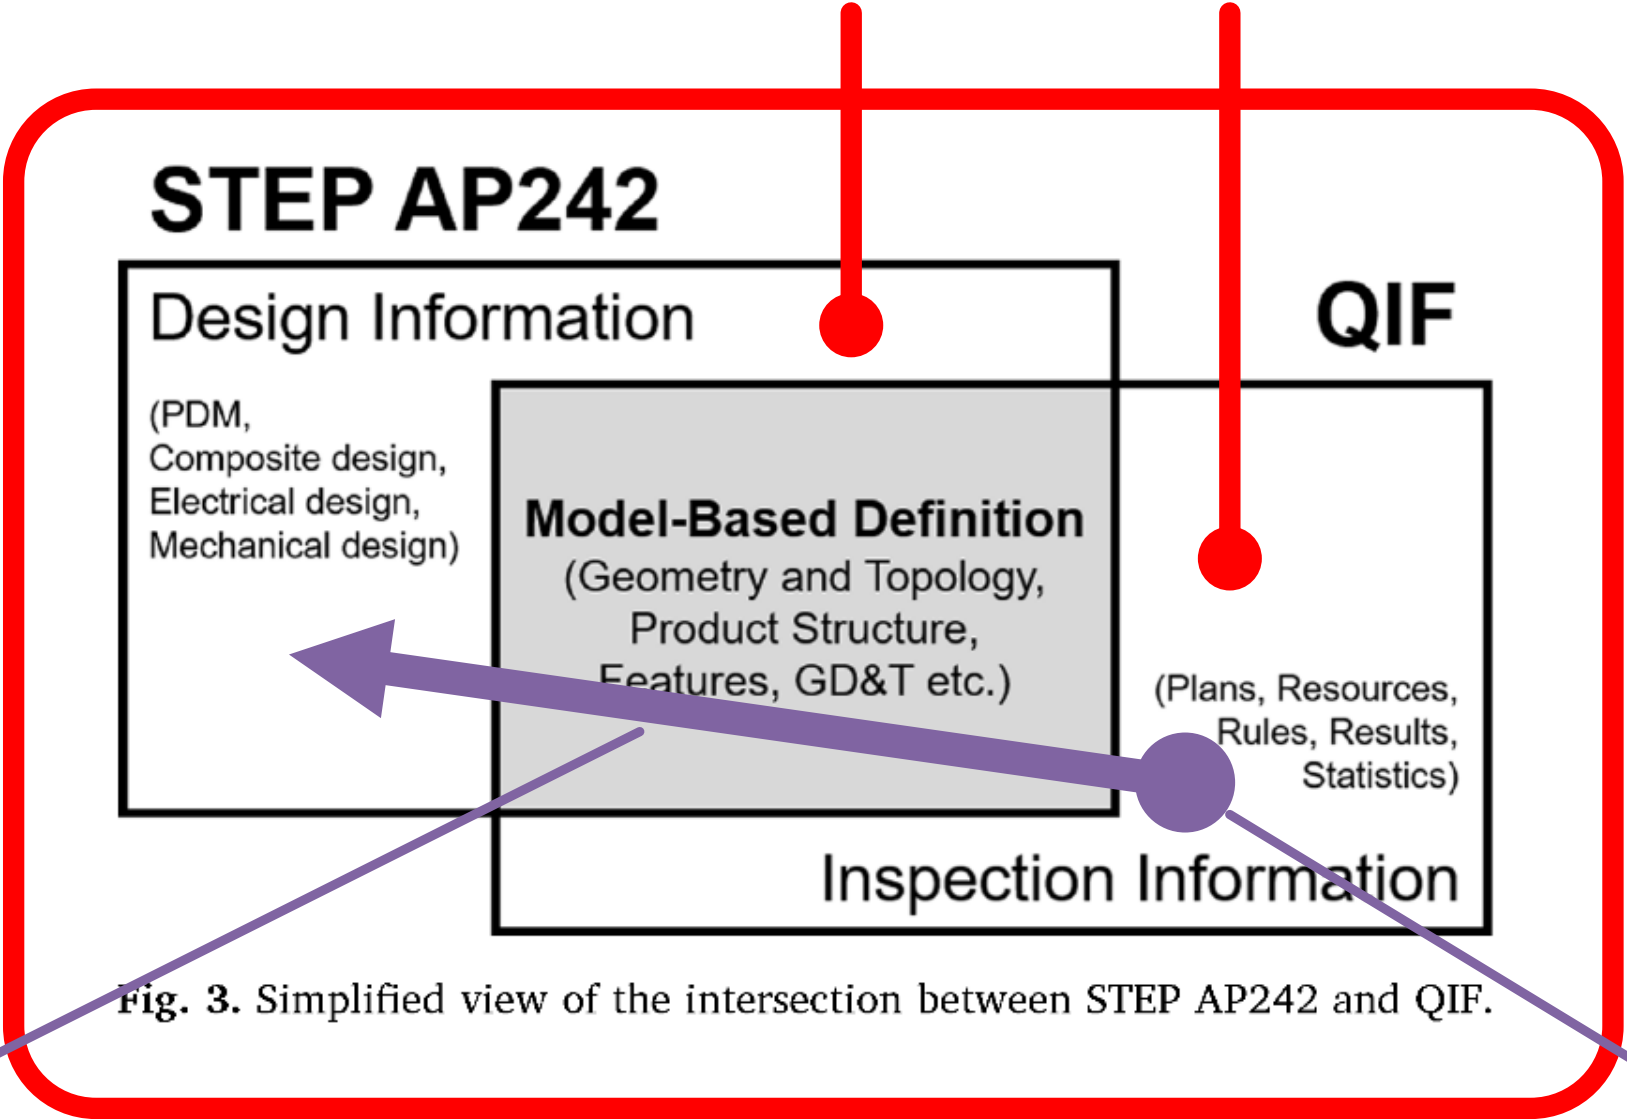 STEP AP242
QIF
Design Information
(PDM,
Composite design,
Electrical design,
Mechanical design)
Model-Based Definition
(Geometry and Topology,
Product Structure,
Features, GD&T etc.)
(Plans, Resources,
Rules, Results,
Statistics)
Inspection Information
Fig. 3. Simplified view of the intersection between STEP AP242 and QIF.